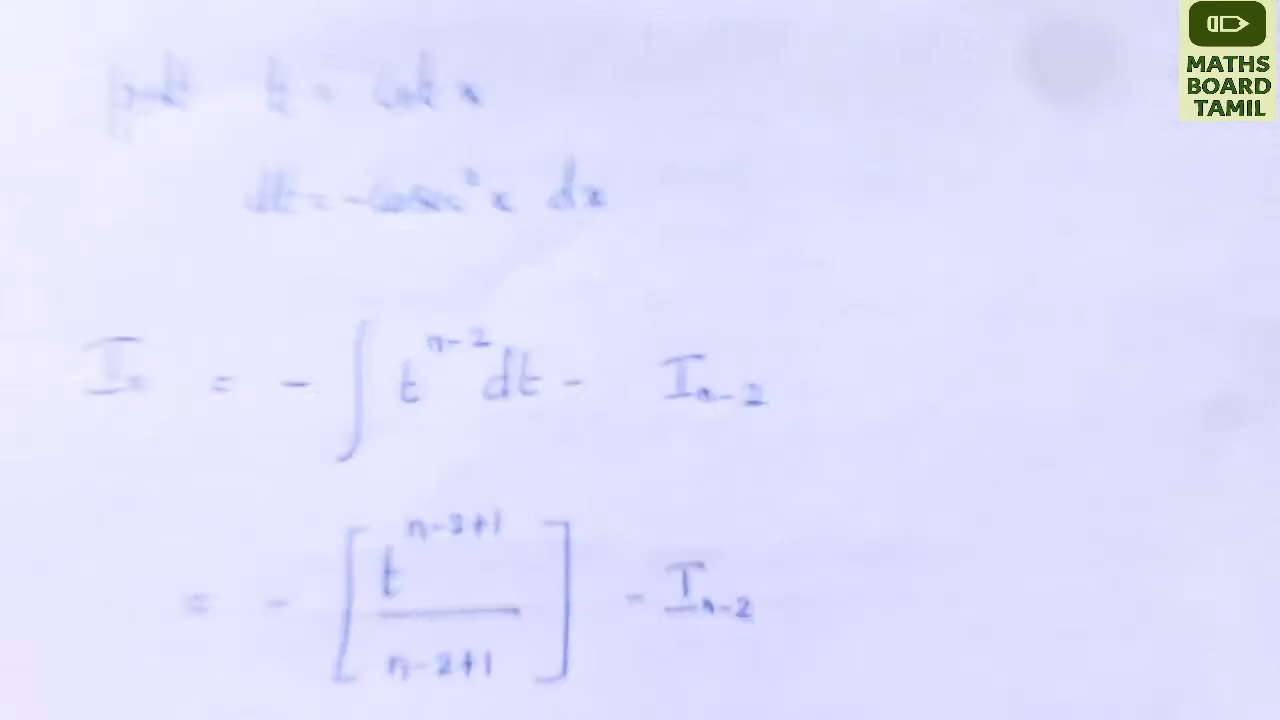 MATHS
BOARD
TAMIL
put t = cot x
dt = -cosec² x dx
Iₙ = - ∫ tⁿ⁻² dt - Iₙ₋₂
= - [ tⁿ⁻²⁺¹ / n-2+1 ] - Iₙ₋₂